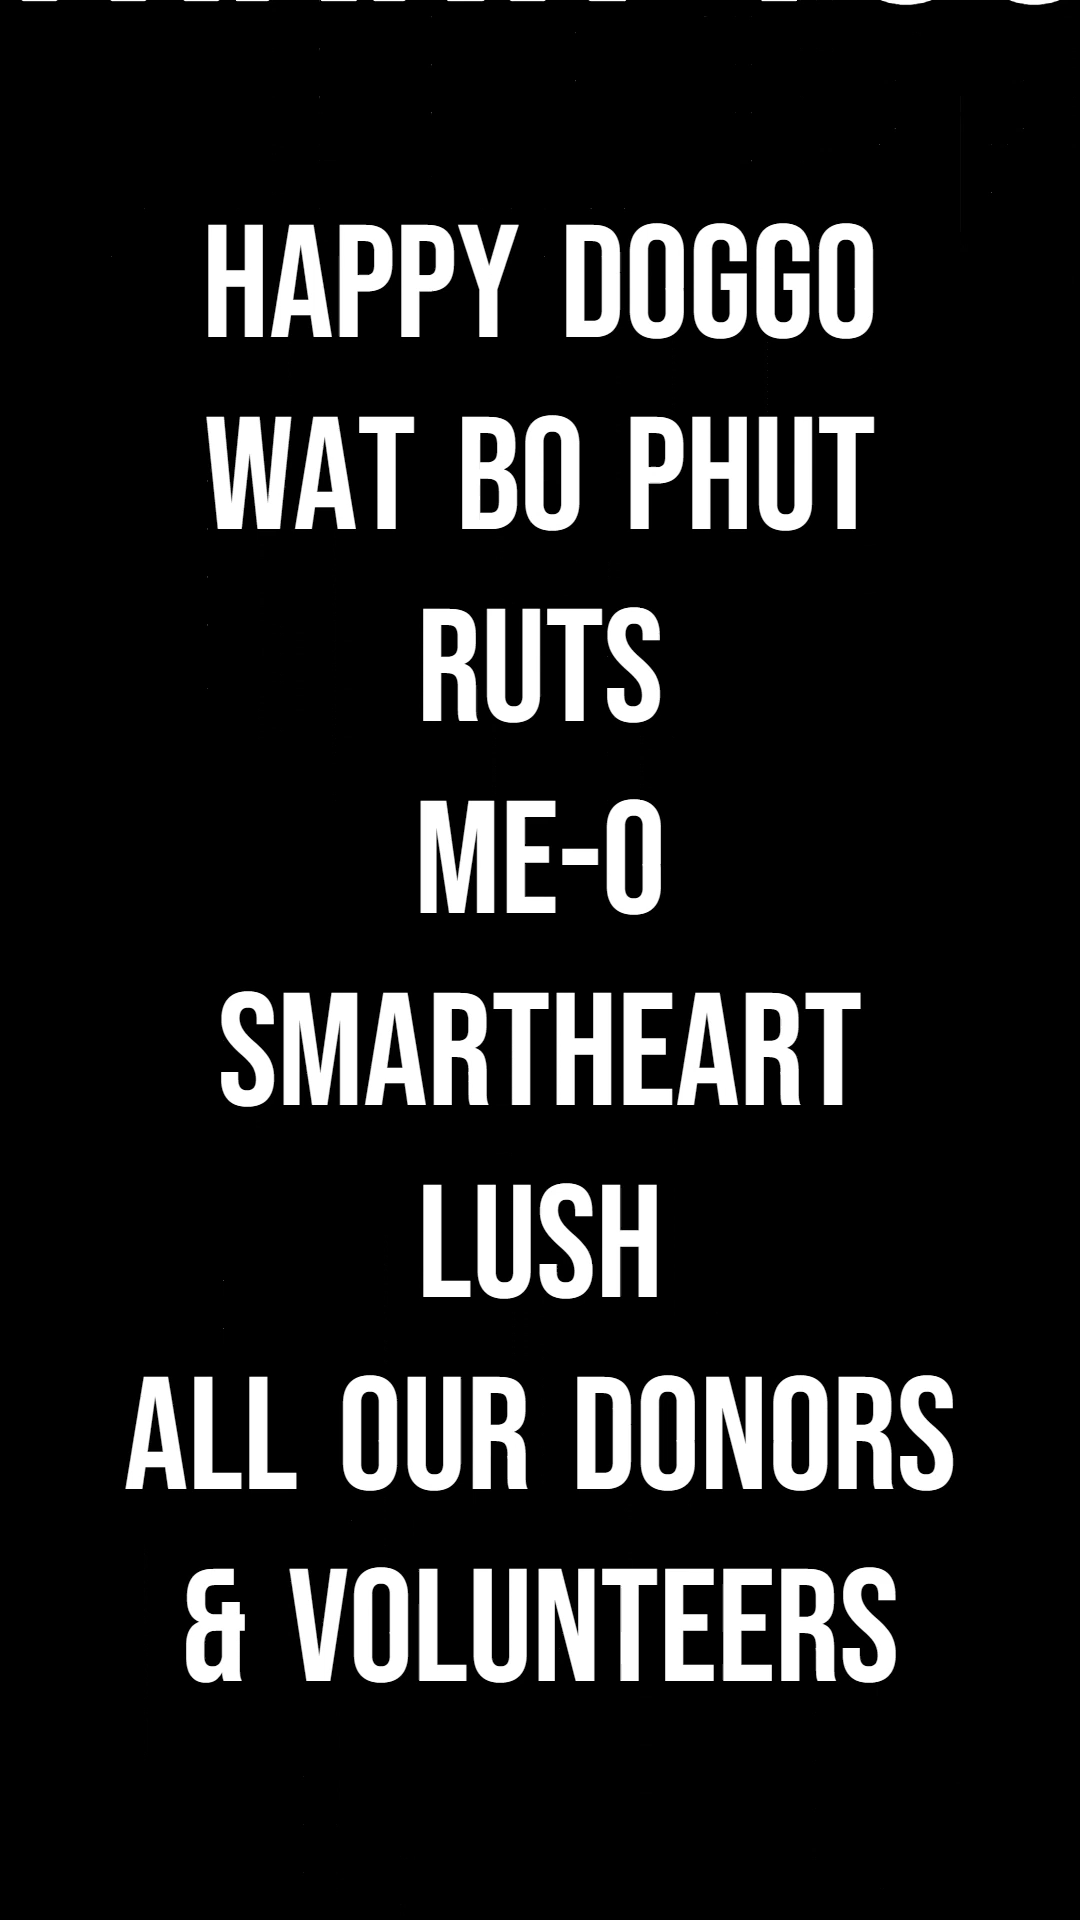 HAPPY DOGGO
WAT BO PHUT
RUTS
ME-O
SMARTHEART
LUSH
ALL OUR DONORS
& VOLUNTEERS